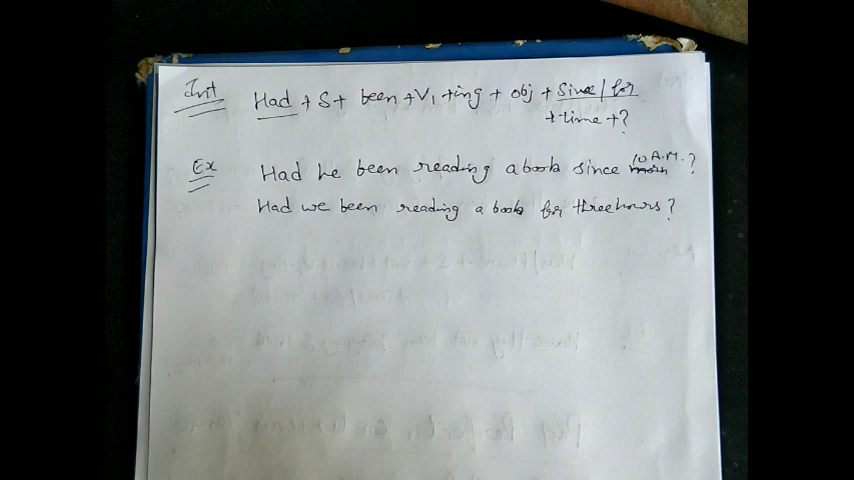 Int Had + S + been + V1 + ing + obj + Since / for
+ time + ?
Ex Had he been reading a book since 10 A.M. ?
Had we been reading a book for three hours ?